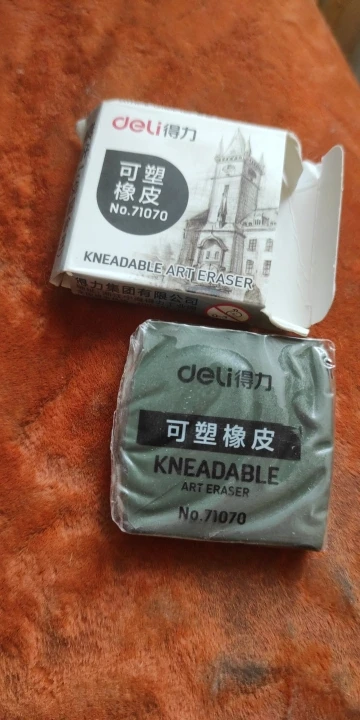 deli得力
可塑
橡皮
No.71070
KNEADABLE ART ERASER
得力集团有限公司
deli得力
可塑橡皮
KNEADABLE
ART ERASER
No.71070